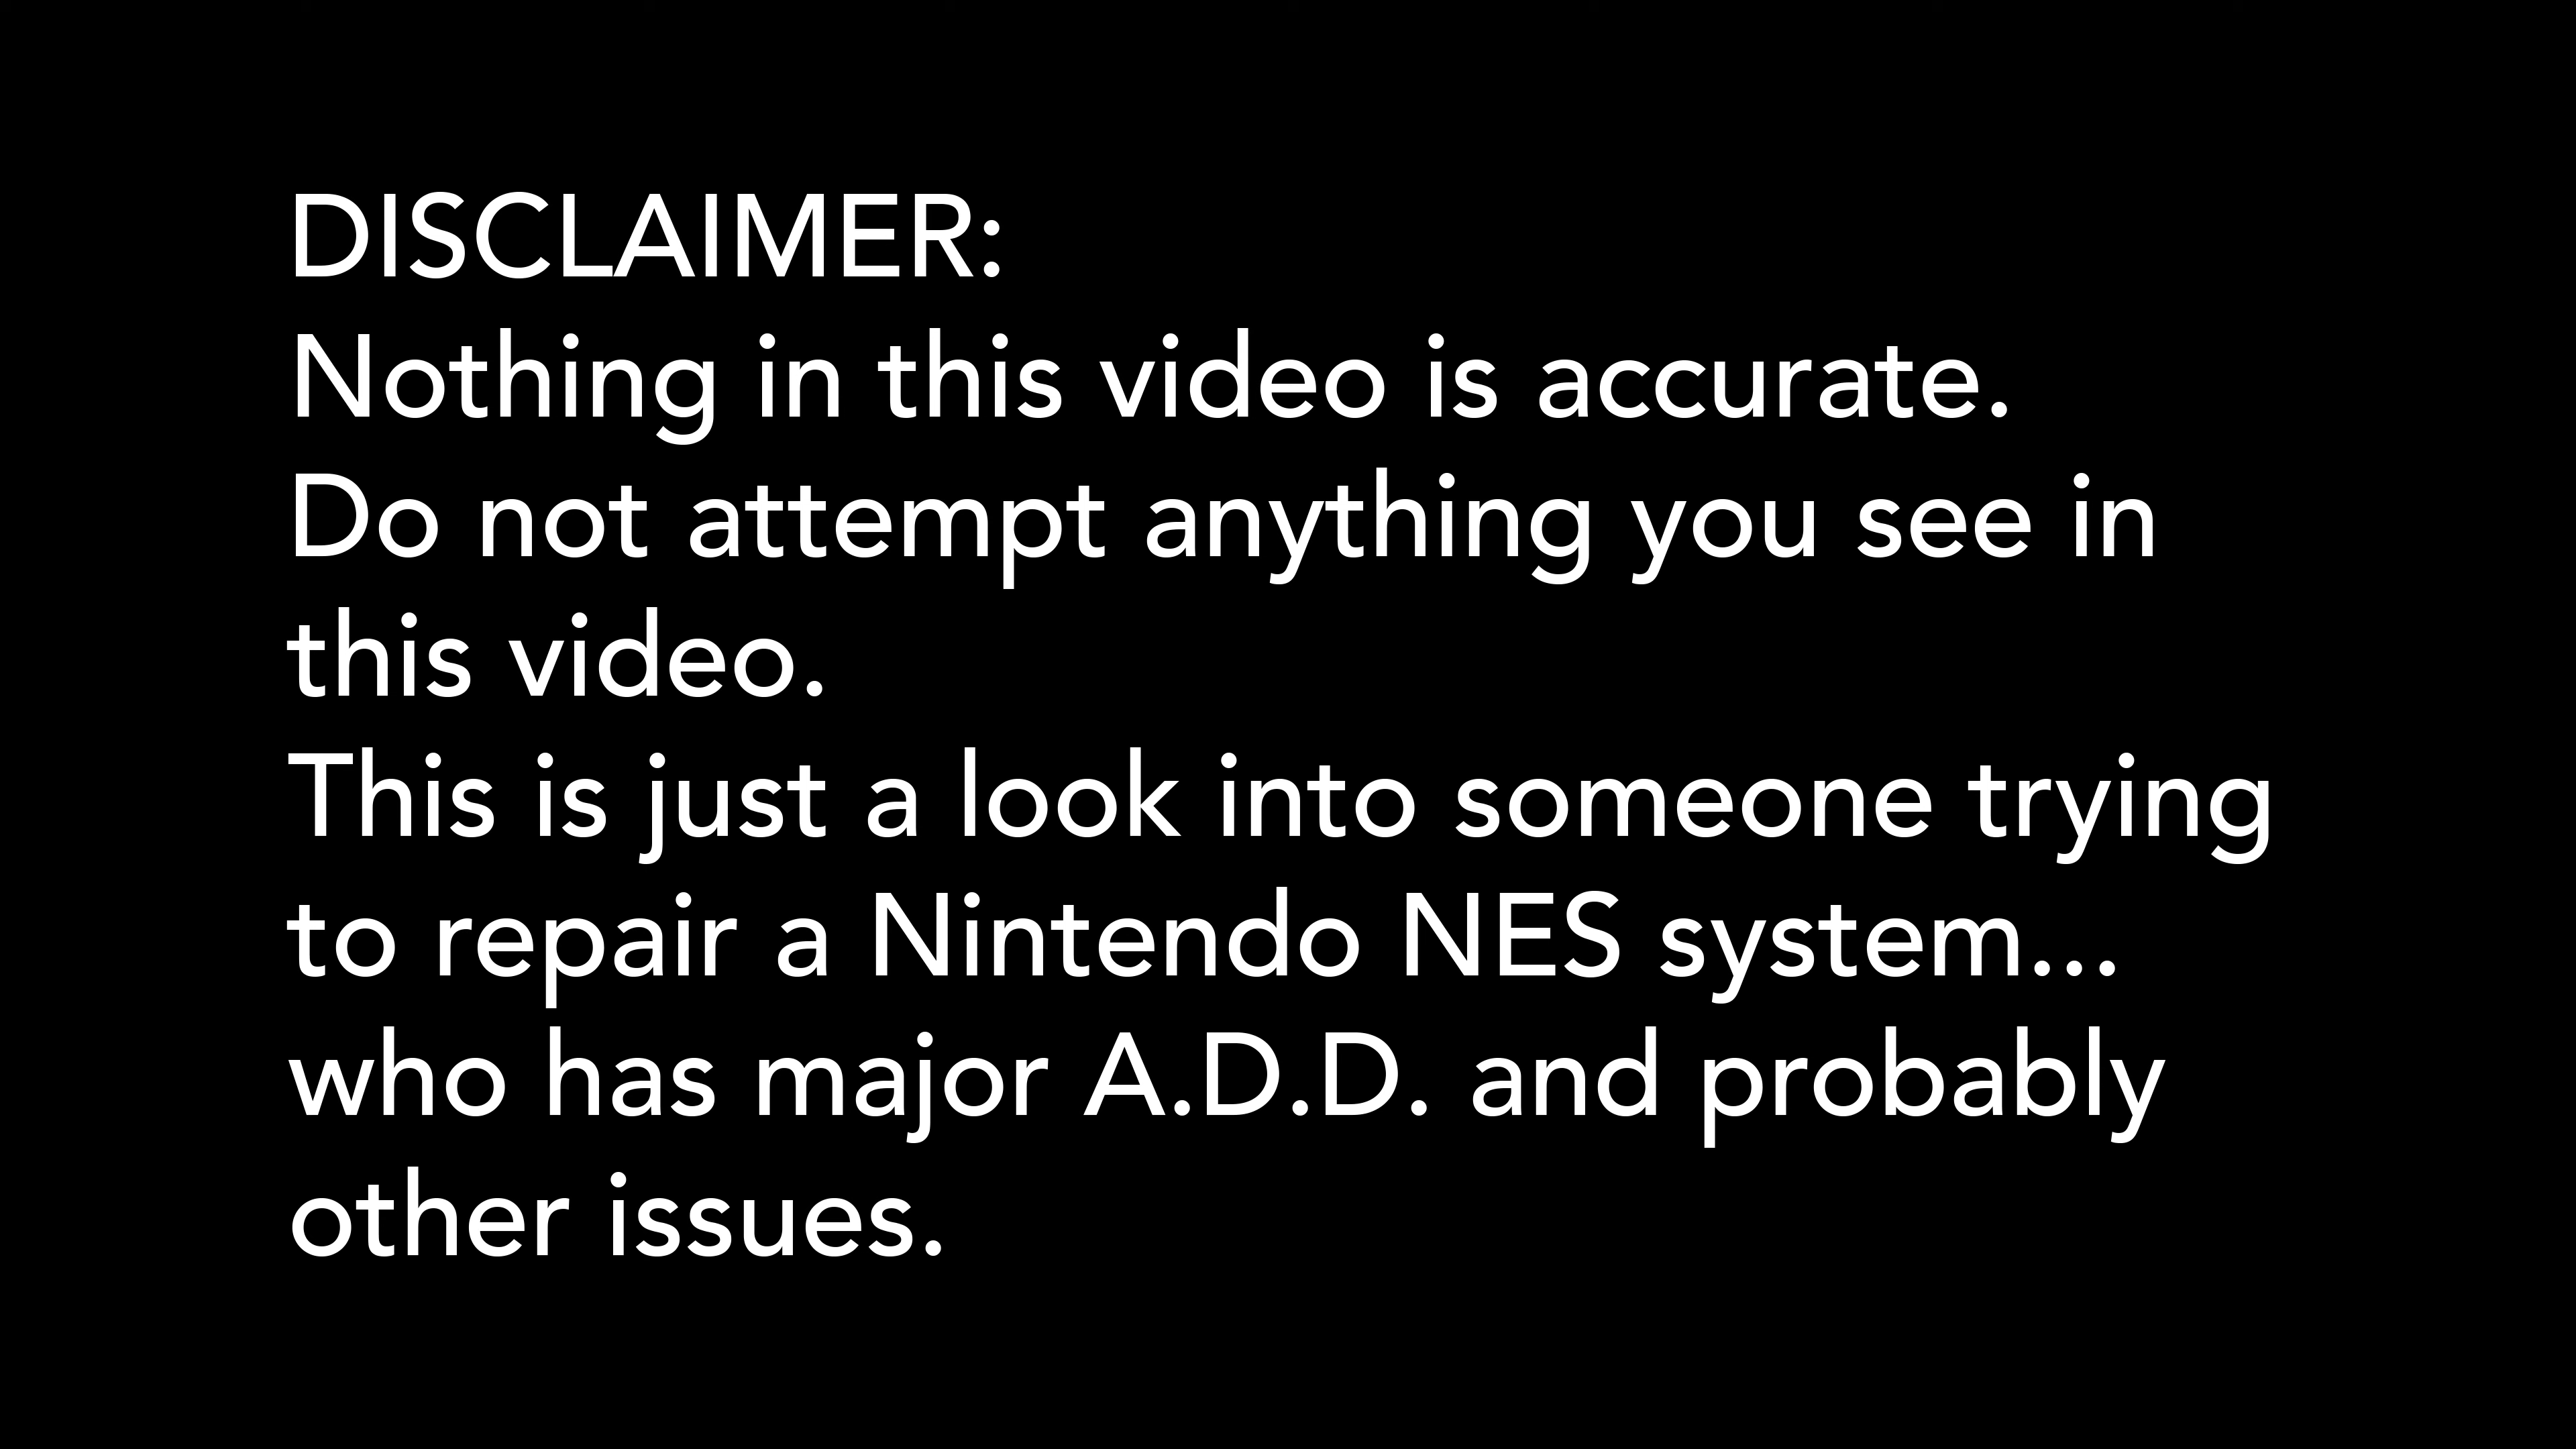 DISCLAIMER:
Nothing in this video is accurate.
Do not attempt anything you see in
this video.
This is just a look into someone trying
to repair a Nintendo NES system...
who has major A.D.D. and probably
other issues.